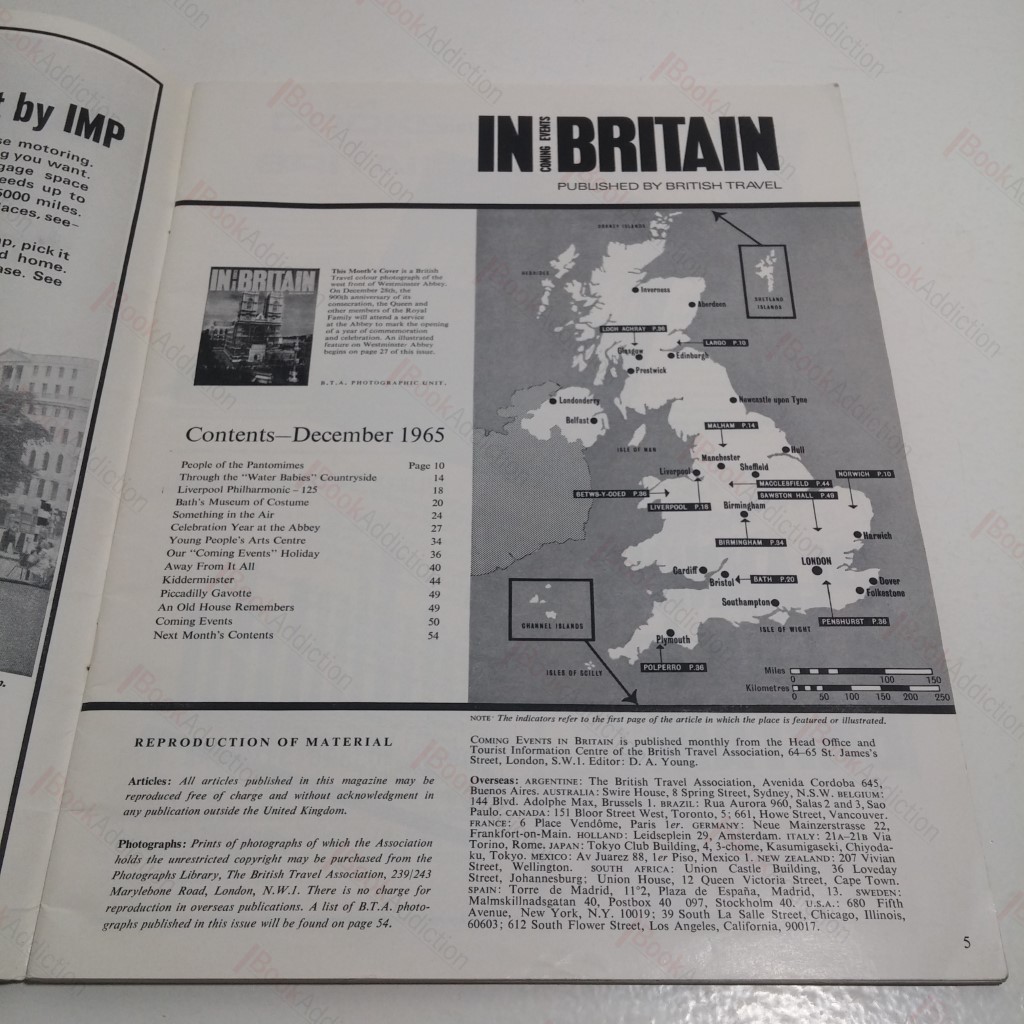 t by IMP
se motoring.
g you want.
gage space
eeds up to
5000 miles.
laces, see-
up, pick it
d home.
ase. See
IN COMING EVENTS BRITAIN
PUBLISHED BY BRITISH TRAVEL
IN BRITAIN
This Month's Cover is a British
Travel colour photograph of the
west front of Westminster Abbey.
On December 28th, the
900th anniversary of its
consecration, the Queen and
other members of the Royal
Family will attend a service
at the Abbey to mark the opening
of a year of commemoration
and celebration. An illustrated
feature on Westminster Abbey
begins on page 27 of this issue.
B.T.A. PHOTOGRAPHIC UNIT.
Contents—December 1965
People of the Pantomimes Page 10
Through the "Water Babies" Countryside 14
Liverpool Philharmonic – 125 18
Bath's Museum of Costume 20
Something in the Air 24
Celebration Year at the Abbey 27
Young People's Arts Centre 34
Our "Coming Events" Holiday 36
Away From It All 40
Kidderminster 44
Piccadilly Gavotte 49
An Old House Remembers 49
Coming Events 50
Next Month's Contents 54
ORKNEY ISLANDS
HEBRIDES
SHETLAND
ISLANDS
Inverness
Aberdeen
LOCH ACHRAY P.36
LARGO P.10
Glasgow
Edinburgh
Prestwick
Londonderry
Belfast
Newcastle upon Tyne
MALHAM P.14
ISLE OF MAN
Hull
Manchester
Sheffield
Liverpool
NORWICH P.10
MACCLESFIELD P.44
BETWS-Y-COED P.36
SAWSTON HALL P.49
LIVERPOOL P.18
Birmingham
Harwich
BIRMINGHAM P.34
LONDON
Cardiff
Bristol
BATH P.20
Dover
Folkestone
Southampton
CHANNEL ISLANDS
ISLE OF WIGHT
PENSHURST P.36
Plymouth
POLPERRO P.36
ISLES OF SCILLY
Miles 0 100 150
Kilometres 0 50 100 150 200 250
NOTE: The indicators refer to the first page of the article in which the place is featured or illustrated.
REPRODUCTION OF MATERIAL
Articles: All articles published in this magazine may be
reproduced free of charge and without acknowledgment in
any publication outside the United Kingdom.
Photographs: Prints of photographs of which the Association
holds the unrestricted copyright may be purchased from the
Photographs Library, The British Travel Association, 239/243
Marylebone Road, London, N.W.1. There is no charge for
reproduction in overseas publications. A list of B.T.A. photo-
graphs published in this issue will be found on page 54.
COMING EVENTS IN BRITAIN is published monthly from the Head Office and
Tourist Information Centre of the British Travel Association, 64–65 St. James's
Street, London, S.W.1. Editor: D. A. Young.
Overseas: ARGENTINE: The British Travel Association, Avenida Cordoba 645,
Buenos Aires. AUSTRALIA: Swire House, 8 Spring Street, Sydney, N.S.W. BELGIUM:
144 Blvd. Adolphe Max, Brussels 1. BRAZIL: Rua Aurora 960, Salas 2 and 3, Sao
Paulo. CANADA: 151 Bloor Street West, Toronto, 5; 661, Howe Street, Vancouver.
FRANCE: 6 Place Vendôme, Paris 1er. GERMANY: Neue Mainzerstrasse 22,
Frankfort-on-Main. HOLLAND: Leidseplein 29, Amsterdam. ITALY: 21A–21B Via
Torino, Rome. JAPAN: Tokyo Club Building, 4, 3-chome, Kasumigaseki, Chiyoda-
ku, Tokyo. MEXICO: Av Juarez 88, 1er Piso, Mexico 1. NEW ZEALAND: 207 Vivian
Street, Wellington. SOUTH AFRICA: Union Castle Building, 36 Loveday
Street, Johannesburg; Union House, 12 Queen Victoria Street, Cape Town.
SPAIN: Torre de Madrid, 11°2, Plaza de España, Madrid, 13. SWEDEN:
Malmskillnadsgatan 40, Postbox 40 097, Stockholm 40. U.S.A.: 680 Fifth
Avenue, New York, N.Y. 10019; 39 South La Salle Street, Chicago, Illinois,
60603; 612 South Flower Street, Los Angeles, California, 90017.
5
BookAddiction